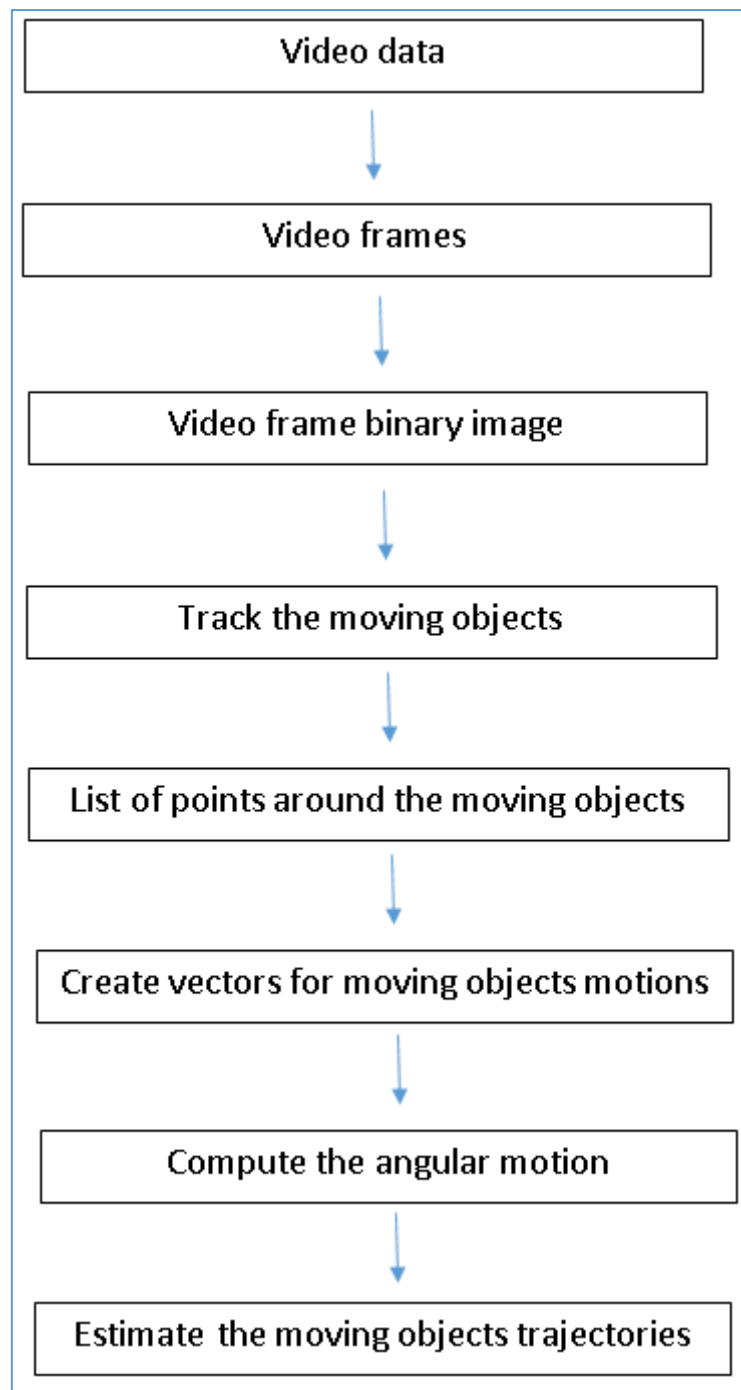 Video data
Video frames
Video frame binary image
Track the moving objects
List of points around the moving objects
Create vectors for moving objects motions
Compute the angular motion
Estimate the moving objects trajectories